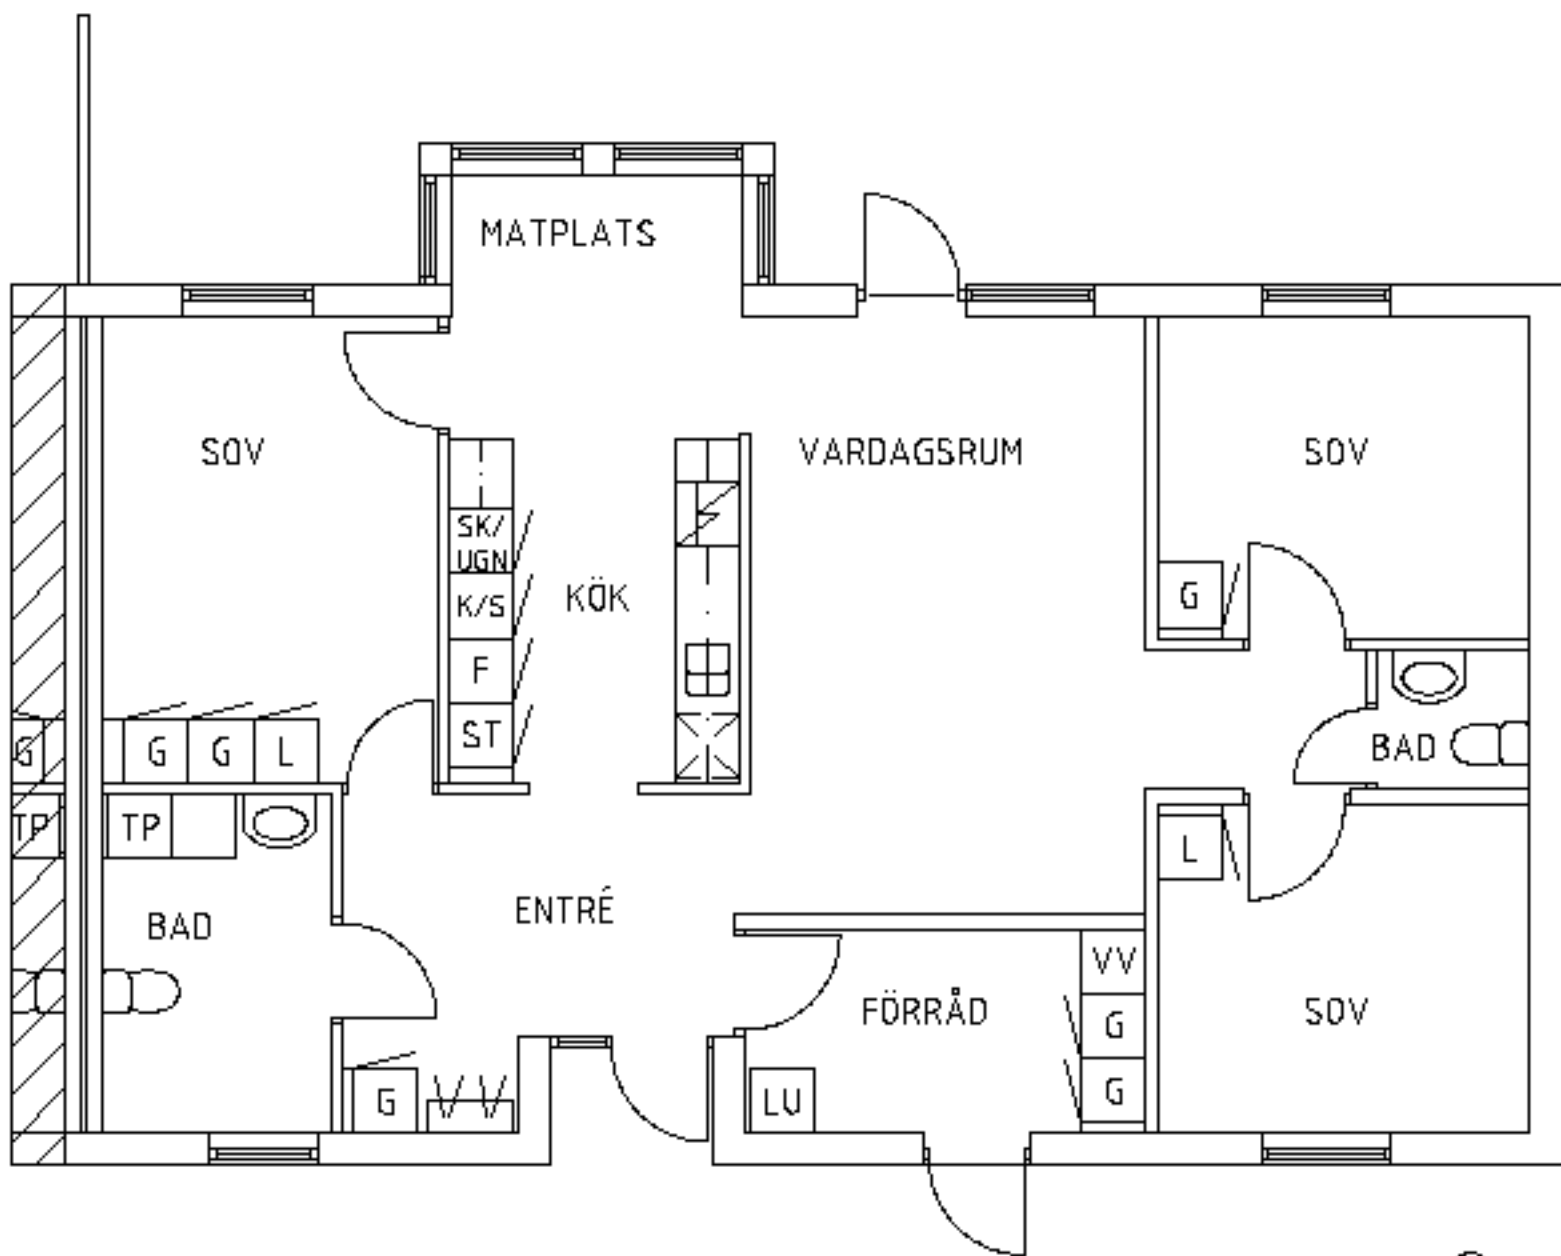 MATPLATS
SOV
VARDAGSRUM
SOV
SK/
UGN
K/S
KÖK
G
F
ST
G
G
G
L
BAD
TP
TP
L
BAD
ENTRÉ
VV
FÖRRÅD
G
SOV
G
LU
G